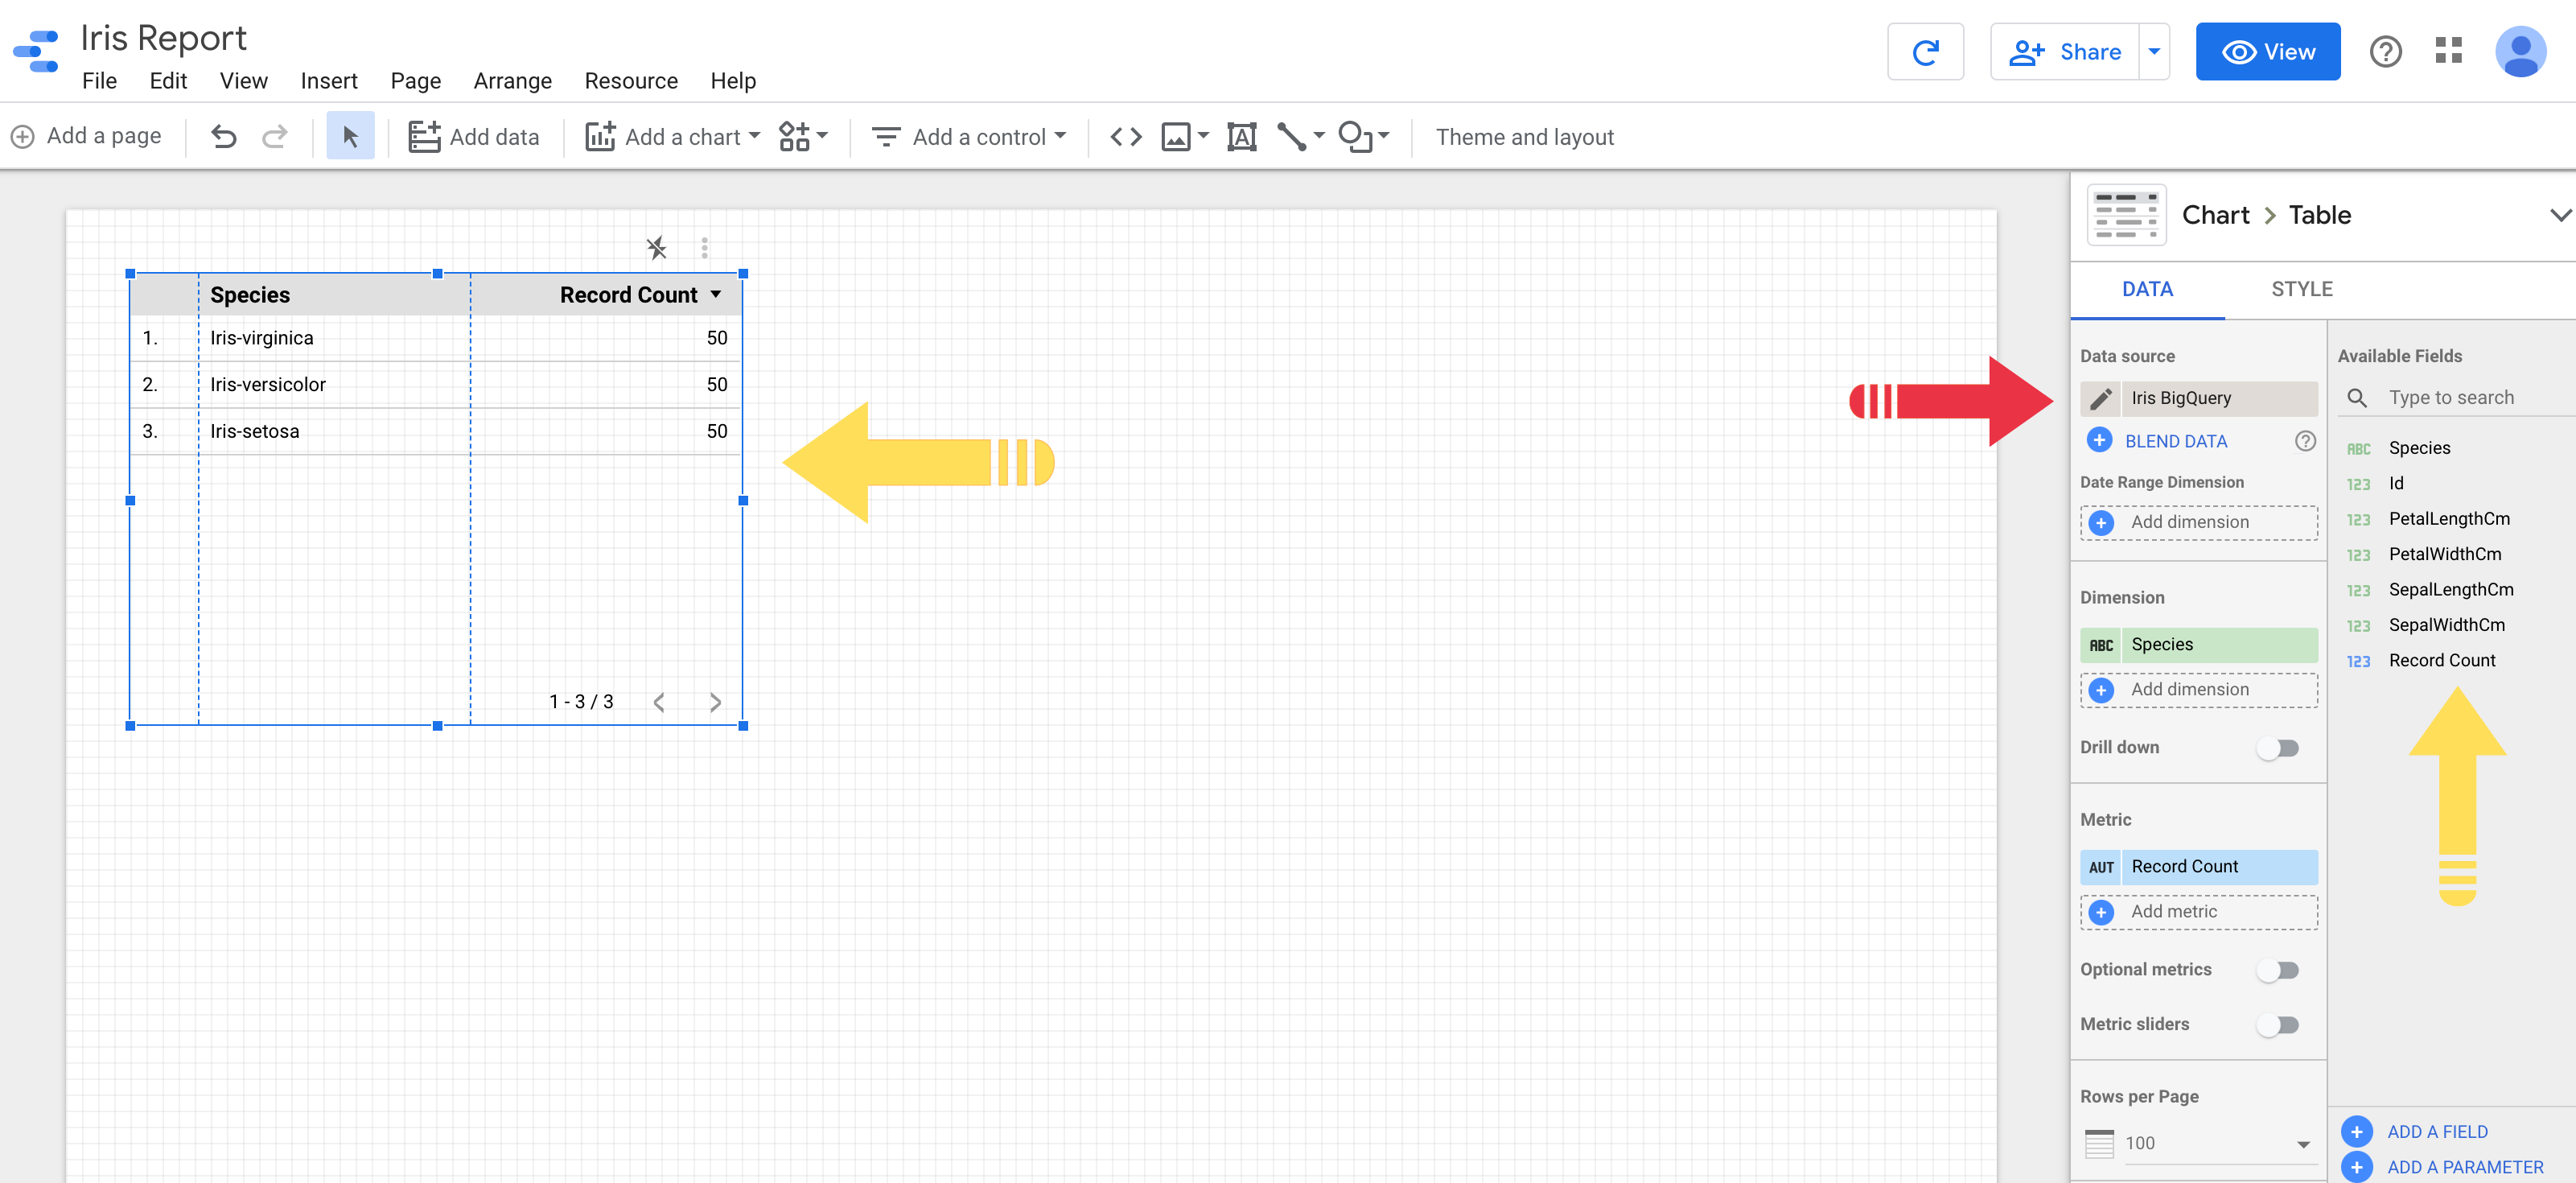 Iris Report
File Edit View Insert Page Arrange Resource Help
Share
View
Add a page
Add data
Add a chart
Add a control
Theme and layout
Species Record Count
1. Iris-virginica 50
2. Iris-versicolor 50
3. Iris-setosa 50
1 - 3 / 3
Chart > Table
DATA STYLE
Data source
Iris BigQuery
BLEND DATA
Date Range Dimension
Add dimension
Dimension
ABC Species
Add dimension
Drill down
Metric
AUT Record Count
Add metric
Optional metrics
Metric sliders
Rows per Page
100
Available Fields
Type to search
ABC Species
123 Id
123 PetalLengthCm
123 PetalWidthCm
123 SepalLengthCm
123 SepalWidthCm
123 Record Count
ADD A FIELD
ADD A PARAMETER